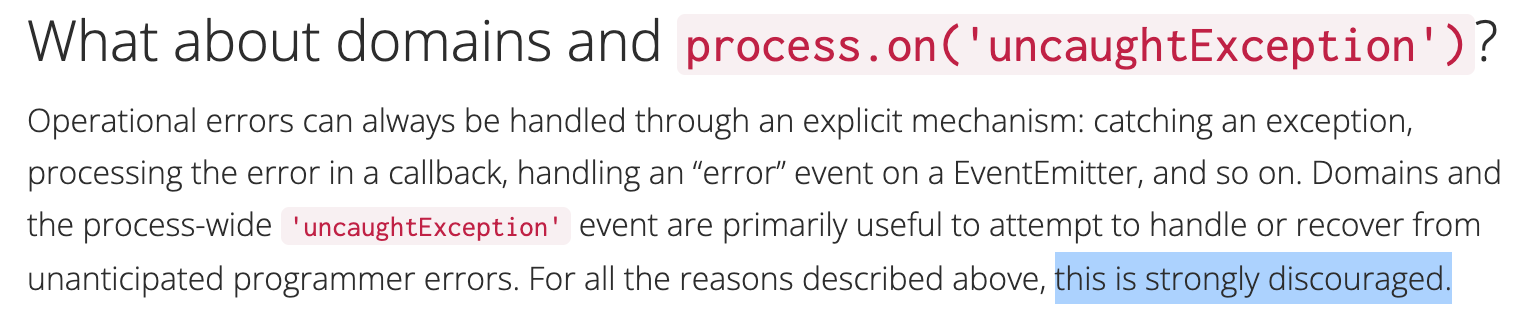 What about domains and process.on('uncaughtException')?
Operational errors can always be handled through an explicit mechanism: catching an exception,
processing the error in a callback, handling an “error” event on a EventEmitter, and so on. Domains and
the process-wide 'uncaughtException' event are primarily useful to attempt to handle or recover from
unanticipated programmer errors. For all the reasons described above, this is strongly discouraged.